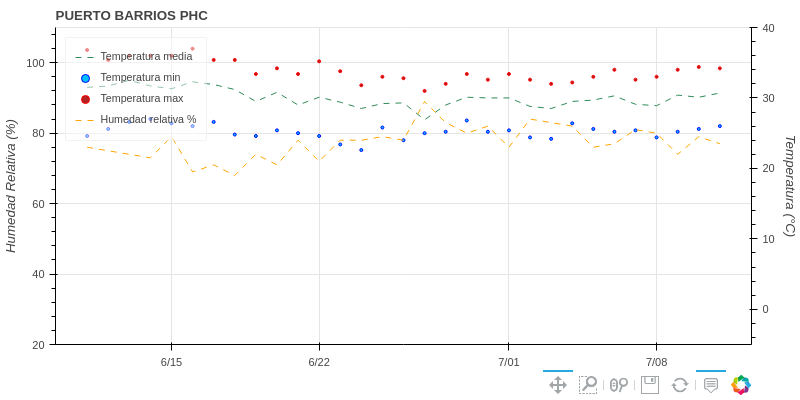 PUERTO BARRIOS PHC
Temperatura media
Temperatura min
Temperatura max
Humedad relativa %
Humedad Relativa (%)
100
80
60
40
20
Temperatura (°C)
40
30
20
10
0
6/15
6/22
7/01
7/08